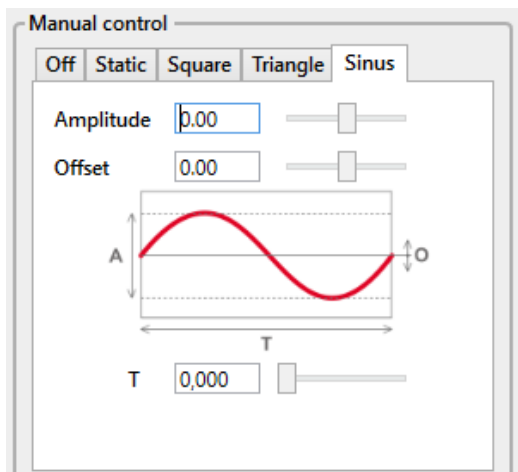 Manual control
Off Static Square Triangle Sinus
Amplitude 0.00
Offset 0.00
A O
T
T 0,000